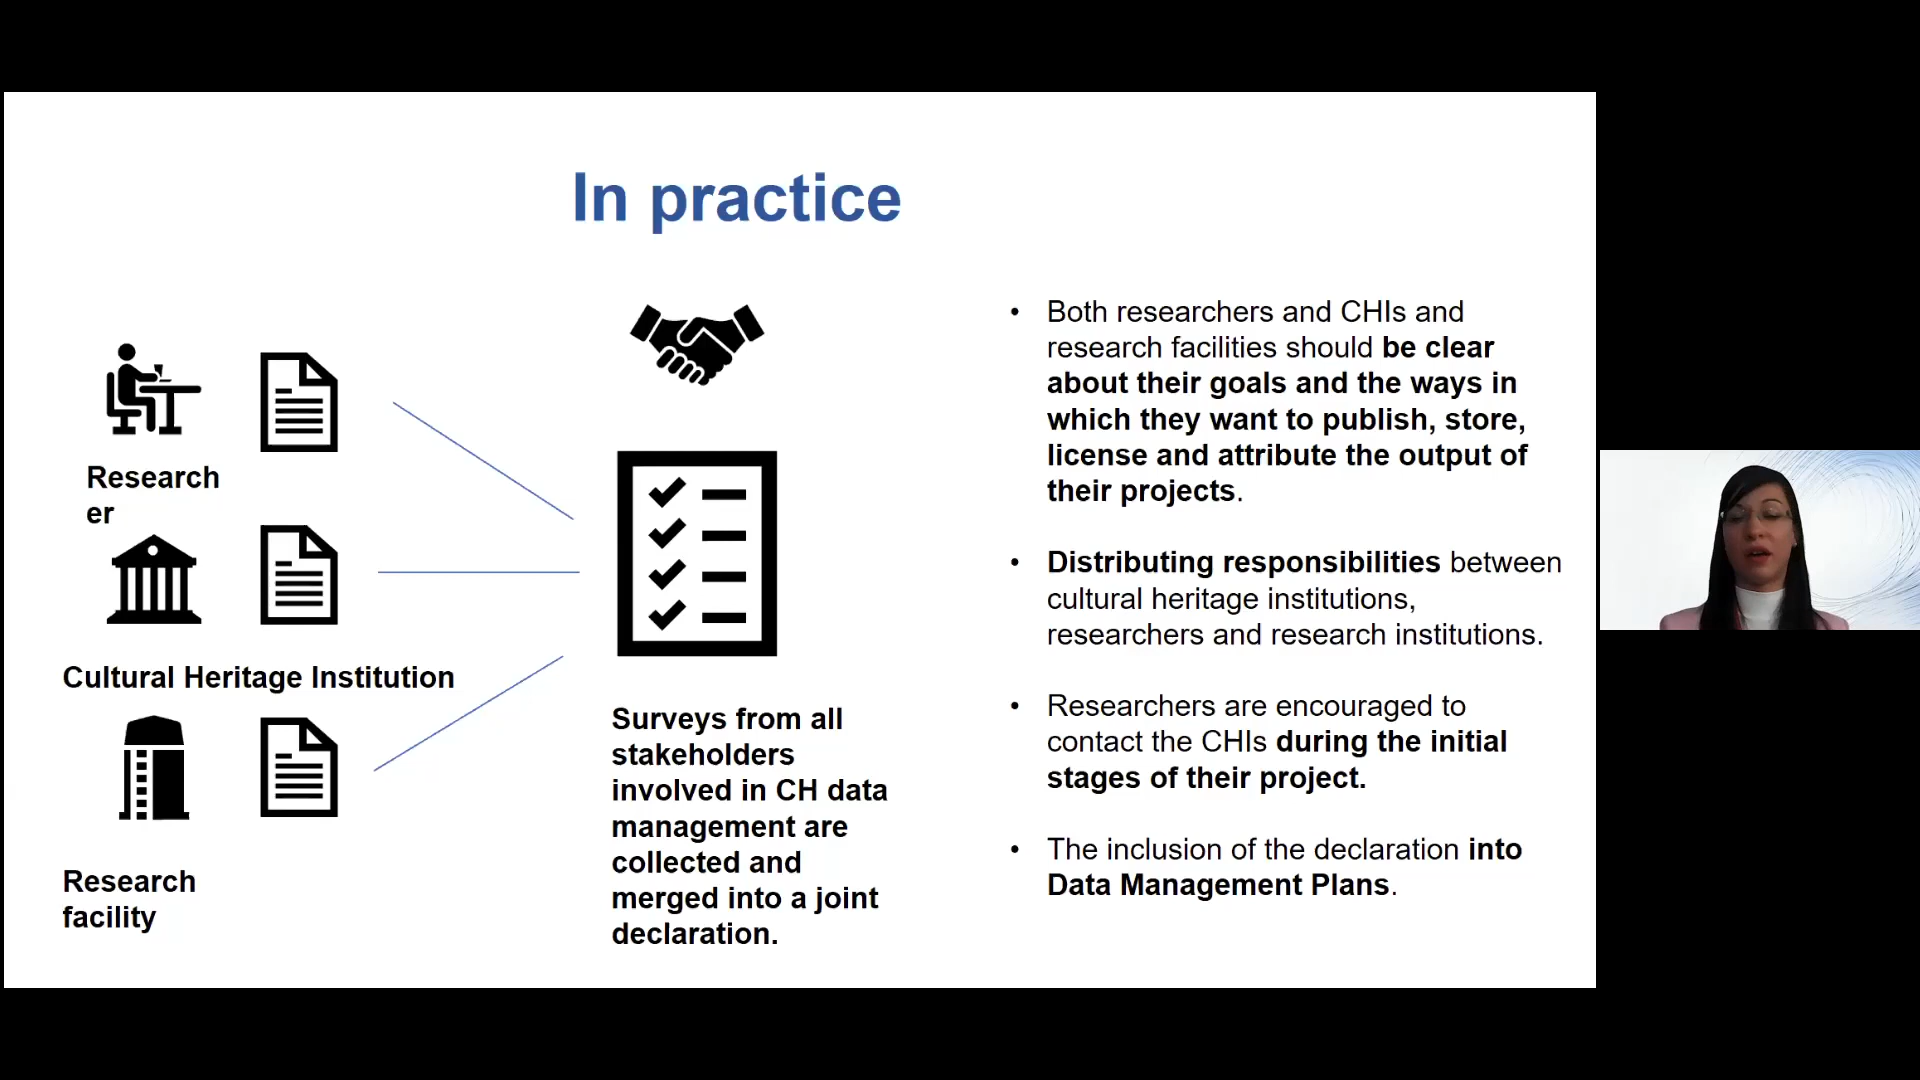 In practice
Research
er
Cultural Heritage Institution
Research
facility
Surveys from all
stakeholders
involved in CH data
management are
collected and
merged into a joint
declaration.
• Both researchers and CHIs and
research facilities should be clear
about their goals and the ways in
which they want to publish, store,
license and attribute the output of
their projects.
• Distributing responsibilities between
cultural heritage institutions,
researchers and research institutions.
• Researchers are encouraged to
contact the CHIs during the initial
stages of their project.
• The inclusion of the declaration into
Data Management Plans.